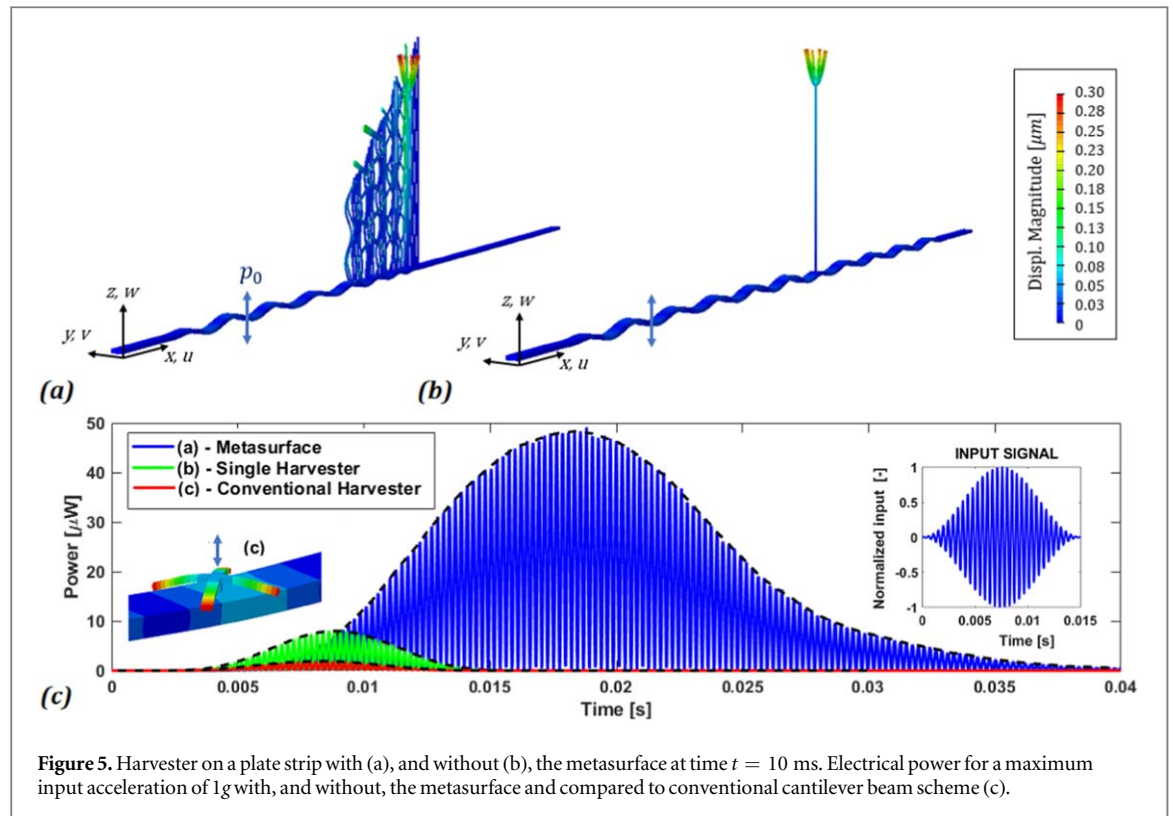 p0
z, w
y, v
x, u
(a)
z, w
y, v
x, u
(b)
Displ. Magnitude [μm]
0.30
0.28
0.25
0.23
0.20
0.18
0.15
0.13
0.10
0.08
0.05
0.03
0
50
40
30
20
10
0
Power [μW]
(a) - Metasurface
(b) - Single Harvester
(c) - Conventional Harvester
(c)
INPUT SIGNAL
Normalized input [-]
1
0.5
0
-0.5
-1
0
0.005
0.01
0.015
Time [s]
(c)
0
0.005
0.01
0.015
0.02
0.025
0.03
0.035
0.04
Time [s]
Figure 5. Harvester on a plate strip with (a), and without (b), the metasurface at time t = 10 ms. Electrical power for a maximum
input acceleration of 1g with, and without, the metasurface and compared to conventional cantilever beam scheme (c).